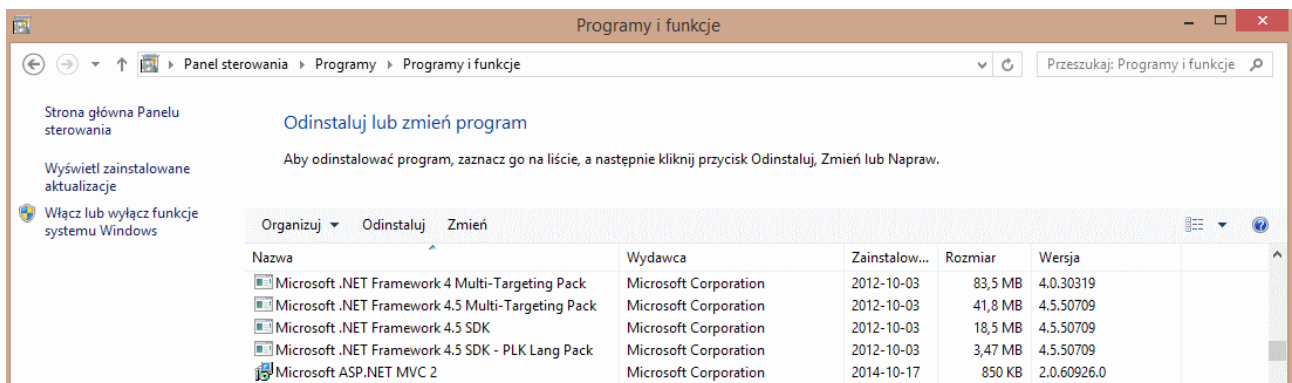 Programy i funkcje
Panel sterowania Programy Programy i funkcje
Przeszukaj: Programy i funkcje
Strona główna Panelu
sterowania
Wyświetl zainstalowane
aktualizacje
Włącz lub wyłącz funkcje
systemu Windows
Odinstaluj lub zmień program
Aby odinstalować program, zaznacz go na liście, a następnie kliknij przycisk Odinstaluj, Zmień lub Napraw.
Organizuj Odinstaluj Zmień
Nazwa Wydawca Zainstalow... Rozmiar Wersja
Microsoft .NET Framework 4 Multi-Targeting Pack Microsoft Corporation 2012-10-03 83,5 MB 4.0.30319
Microsoft .NET Framework 4.5 Multi-Targeting Pack Microsoft Corporation 2012-10-03 41,8 MB 4.5.50709
Microsoft .NET Framework 4.5 SDK Microsoft Corporation 2012-10-03 18,5 MB 4.5.50709
Microsoft .NET Framework 4.5 SDK - PLK Lang Pack Microsoft Corporation 2012-10-03 3,47 MB 4.5.50709
Microsoft ASP.NET MVC 2 Microsoft Corporation 2014-10-17 850 KB 2.0.60926.0